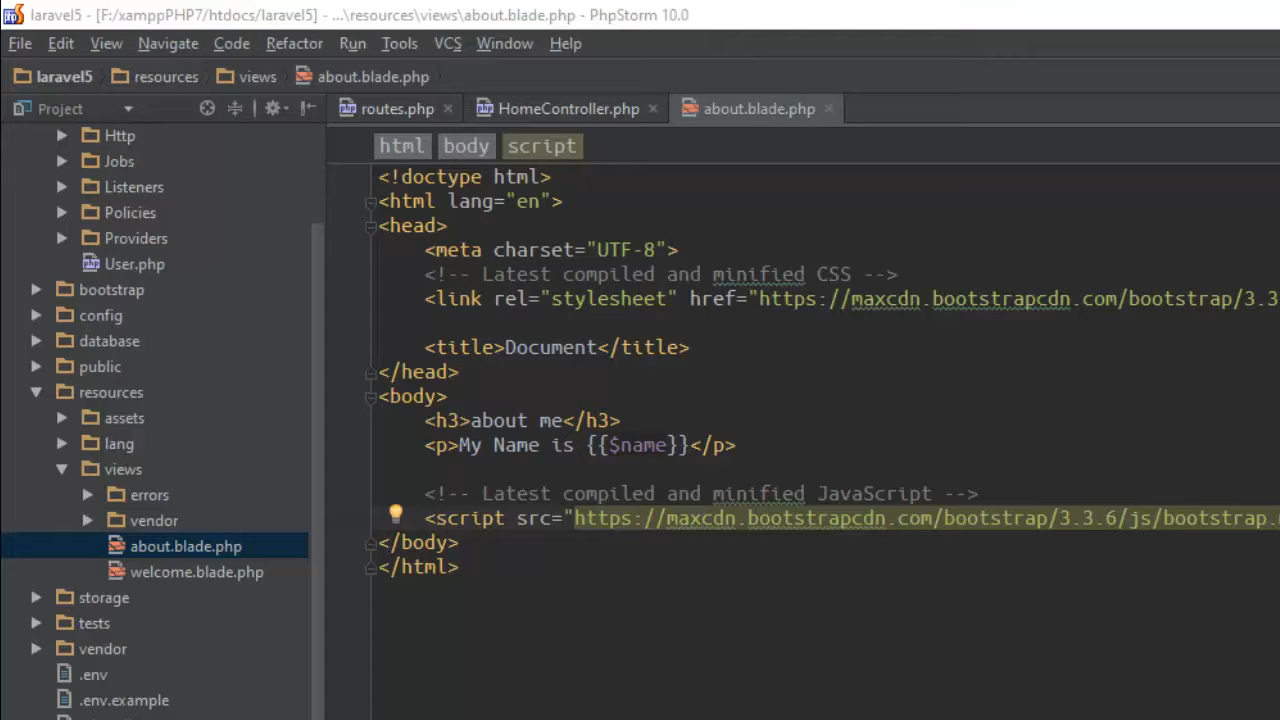 laravel5 - [F:/xamppPHP7/htdocs/laravel5] - ...\resources\views\about.blade.php - PhpStorm 10.0
File Edit View Navigate Code Refactor Run Tools VCS Window Help
laravel5 resources views about.blade.php
Project routes.php HomeController.php about.blade.php
Http
Jobs
Listeners
Policies
Providers
User.php
bootstrap
config
database
public
resources
assets
lang
views
errors
vendor
about.blade.php
welcome.blade.php
storage
tests
vendor
.env
.env.example
html body script
<!doctype html>
<html lang="en">
<head>
<meta charset="UTF-8">
<!-- Latest compiled and minified CSS -->
<link rel="stylesheet" href="https://maxcdn.bootstrapcdn.com/bootstrap/3.3
<title>Document</title>
</head>
<body>
<h3>about me</h3>
<p>My Name is {{$name}}</p>
<!-- Latest compiled and minified JavaScript -->
<script src="https://maxcdn.bootstrapcdn.com/bootstrap/3.3.6/js/bootstrap.
</body>
</html>